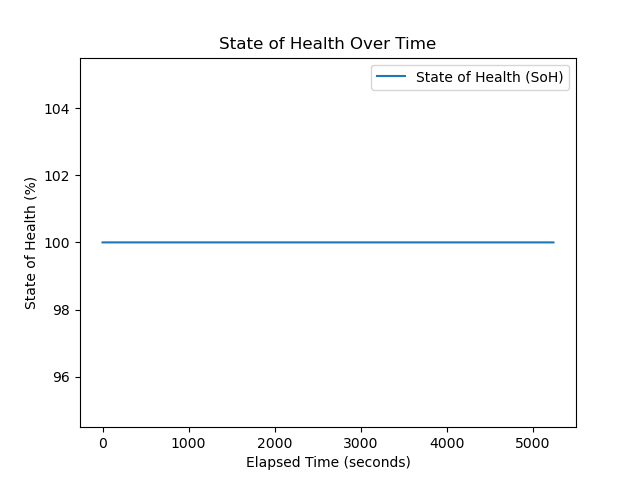 State of Health Over Time
State of Health (SoH)
104
102
100
98
96
State of Health (%)
0 1000 2000 3000 4000 5000
Elapsed Time (seconds)